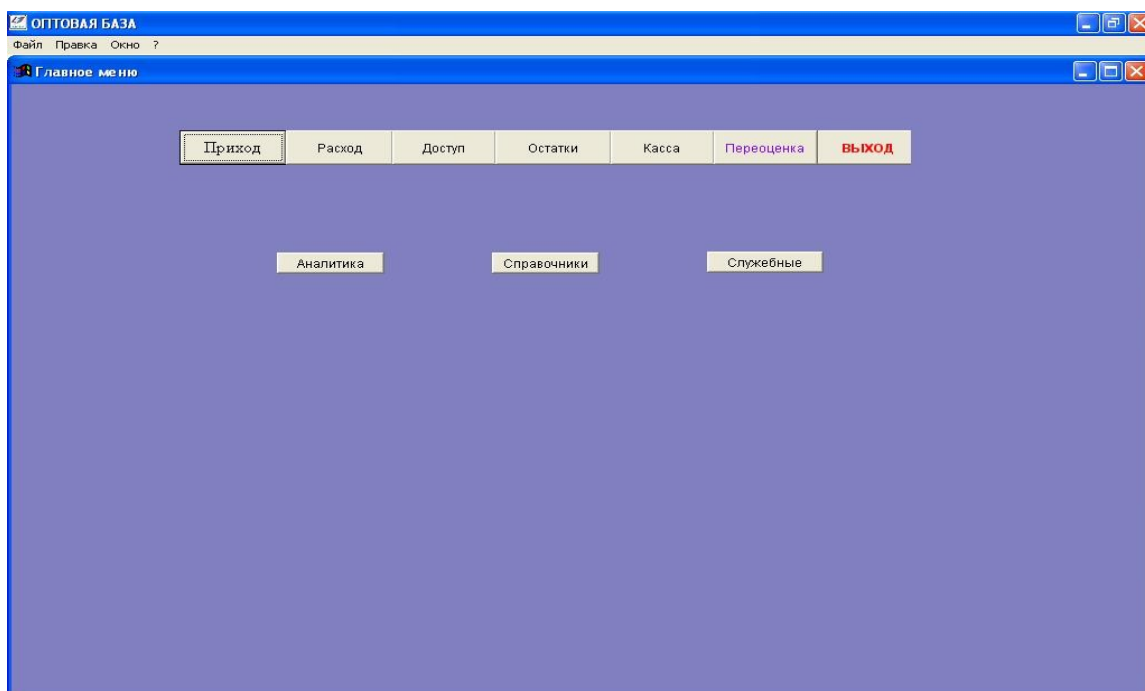 ОПТОВАЯ БАЗА
Файл Правка Окно ?
Главное меню
Приход Расход Доступ Остатки Касса Переоценка ВЫХОД
Аналитика Справочники Служебные